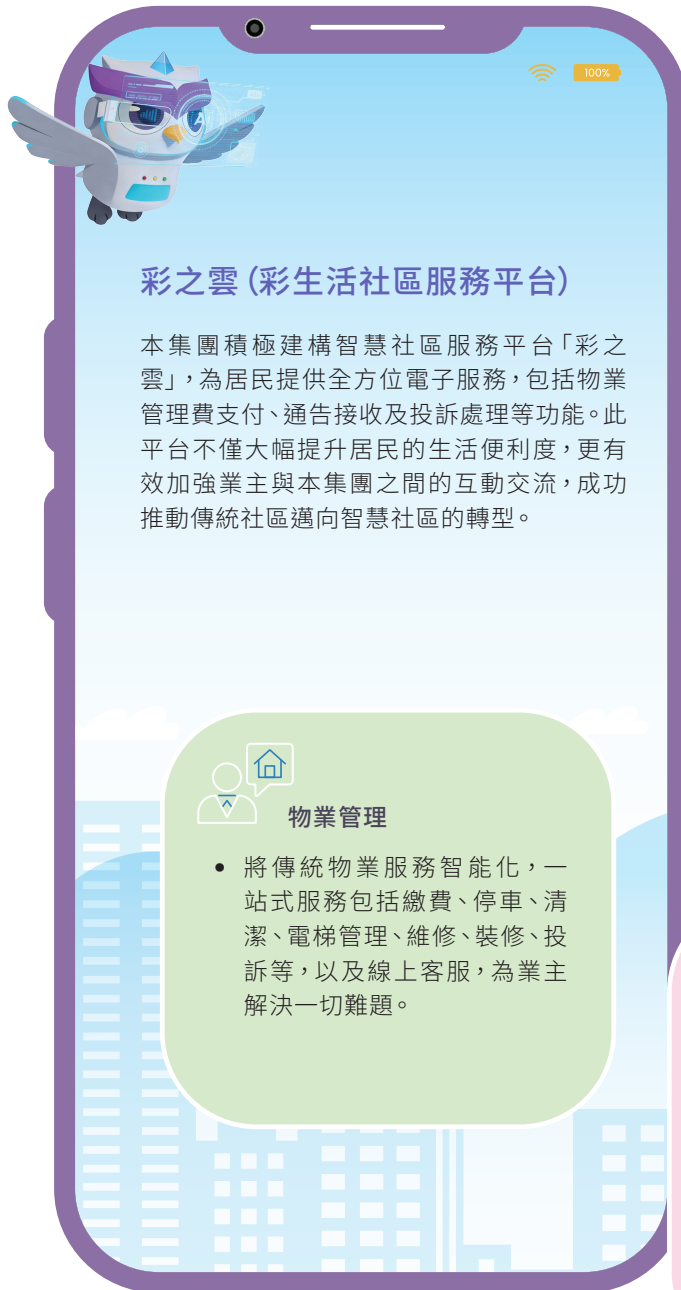 100%
彩之雲（彩生活社區服務平台）
本集團積極建構智慧社區服務平台「彩之
雲」，為居民提供全方位電子服務，包括物業
管理費支付、通告接收及投訴處理等功能。此
平台不僅大幅提升居民的生活便利度，更有
效加強業主與本集團之間的互動交流，成功
推動傳統社區邁向智慧社區的轉型。
物業管理
• 將傳統物業服務智能化，一
站式服務包括繳費、停車、清
潔、電梯管理、維修、裝修、投
訴等，以及線上客服，為業主
解決一切難題。